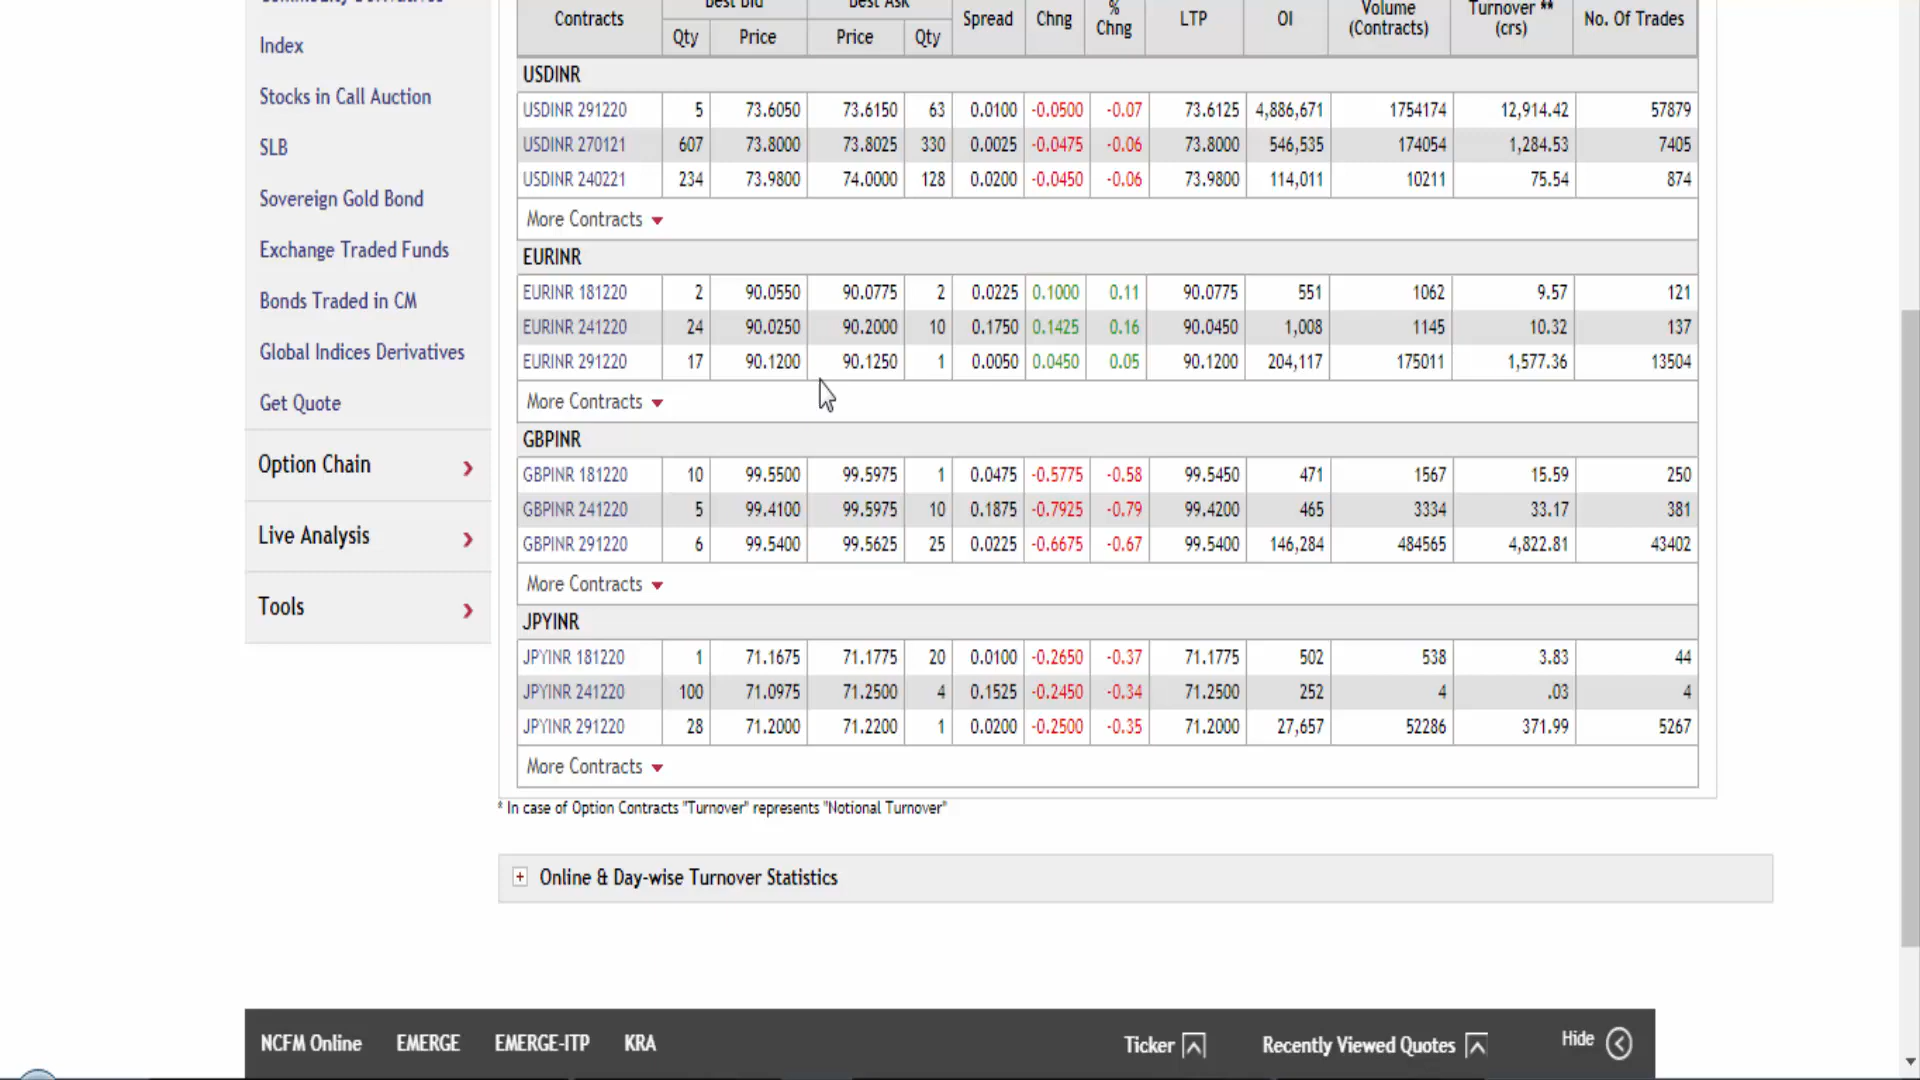 Commodity Derivatives
Index
Stocks in Call Auction
SLB
Sovereign Gold Bond
Exchange Traded Funds
Bonds Traded in CM
Global Indices Derivatives
Get Quote
Option Chain
Live Analysis
Tools
Contracts Best Bid Best Ask Spread Chng % Chng LTP OI Volume (Contracts) Turnover ** (crs) No. Of Trades
Qty Price Price Qty
USDINR
USDINR 291220 5 73.6050 73.6150 63 0.0100 -0.0500 -0.07 73.6125 4,886,671 1754174 12,914.42 57879
USDINR 270121 607 73.8000 73.8025 330 0.0025 -0.0475 -0.06 73.8000 546,535 174054 1,284.53 7405
USDINR 240221 234 73.9800 74.0000 128 0.0200 -0.0450 -0.06 73.9800 114,011 10211 75.54 874
More Contracts
EURINR
EURINR 181220 2 90.0550 90.0775 2 0.0225 0.1000 0.11 90.0775 551 1062 9.57 121
EURINR 241220 24 90.0250 90.2000 10 0.1750 0.1425 0.16 90.0450 1,008 1145 10.32 137
EURINR 291220 17 90.1200 90.1250 1 0.0050 0.0450 0.05 90.1200 204,117 175011 1,577.36 13504
More Contracts
GBPINR
GBPINR 181220 10 99.5500 99.5975 1 0.0475 -0.5775 -0.58 99.5450 471 1567 15.59 250
GBPINR 241220 5 99.4100 99.5975 10 0.1875 -0.7925 -0.79 99.4200 465 3334 33.17 381
GBPINR 291220 6 99.5400 99.5625 25 0.0225 -0.6675 -0.67 99.5400 146,284 484565 4,822.81 43402
More Contracts
JPYINR
JPYINR 181220 1 71.1675 71.1775 20 0.0100 -0.2650 -0.37 71.1775 502 538 3.83 44
JPYINR 241220 100 71.0975 71.2500 4 0.1525 -0.2450 -0.34 71.2500 252 4 .03 4
JPYINR 291220 28 71.2000 71.2200 1 0.0200 -0.2500 -0.35 71.2000 27,657 52286 371.99 5267
More Contracts
* In case of Option Contracts "Turnover" represents "Notional Turnover"
+ Online & Day-wise Turnover Statistics
NCFM Online EMERGE EMERGE-ITP KRA Ticker Recently Viewed Quotes Hide